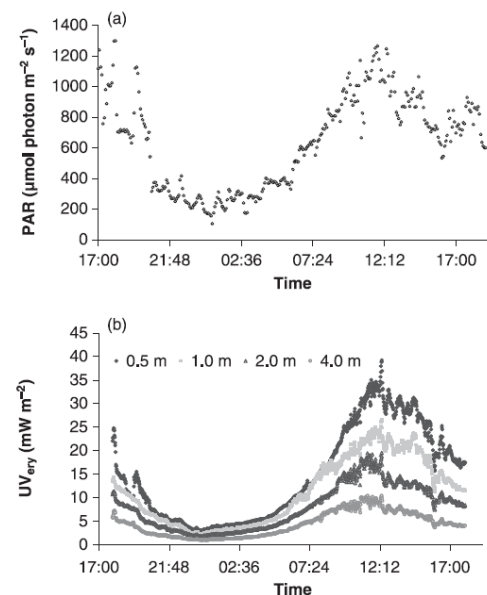 (a)
1400
1200
1000
800
600
400
200
0
PAR (µmol photon m⁻² s⁻¹)
17:00 21:48 02:36 07:24 12:12 17:00
Time
(b)
45
40
35
30
25
20
15
10
5
0
UVery (mW m⁻²)
0.5 m 1.0 m 2.0 m 4.0 m
17:00 21:48 02:36 07:24 12:12 17:00
Time